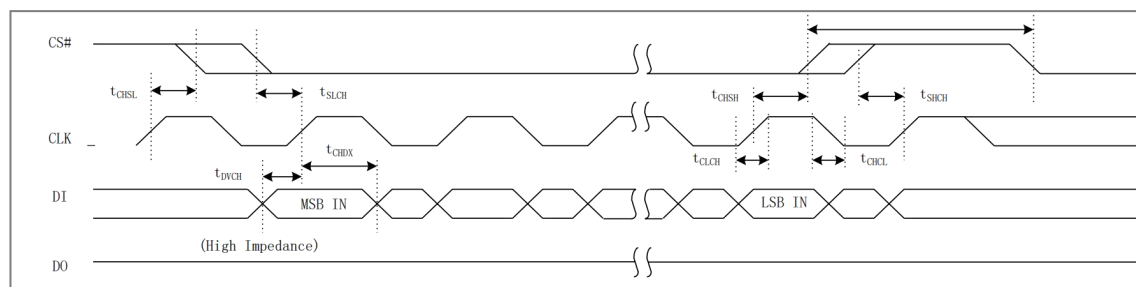 CS#
tCHSL
tSLCH
tCHSH
tSHCH
CLK
tCHDX
tCLCH
tCHCL
tDVCH
DI
MSB IN
LSB IN
(High Impedance)
DO